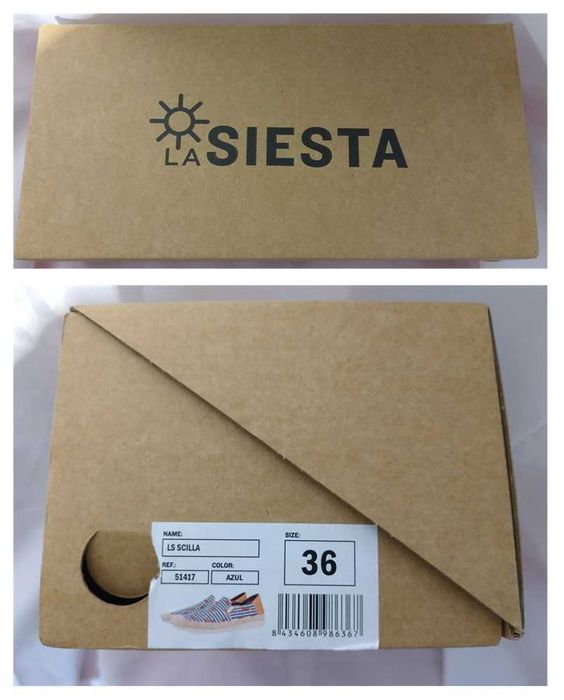 LA SIESTA
NAME:
LS SCILLA
REF.:
51417
COLOR:
AZUL
SIZE:
36
8 434608 986367